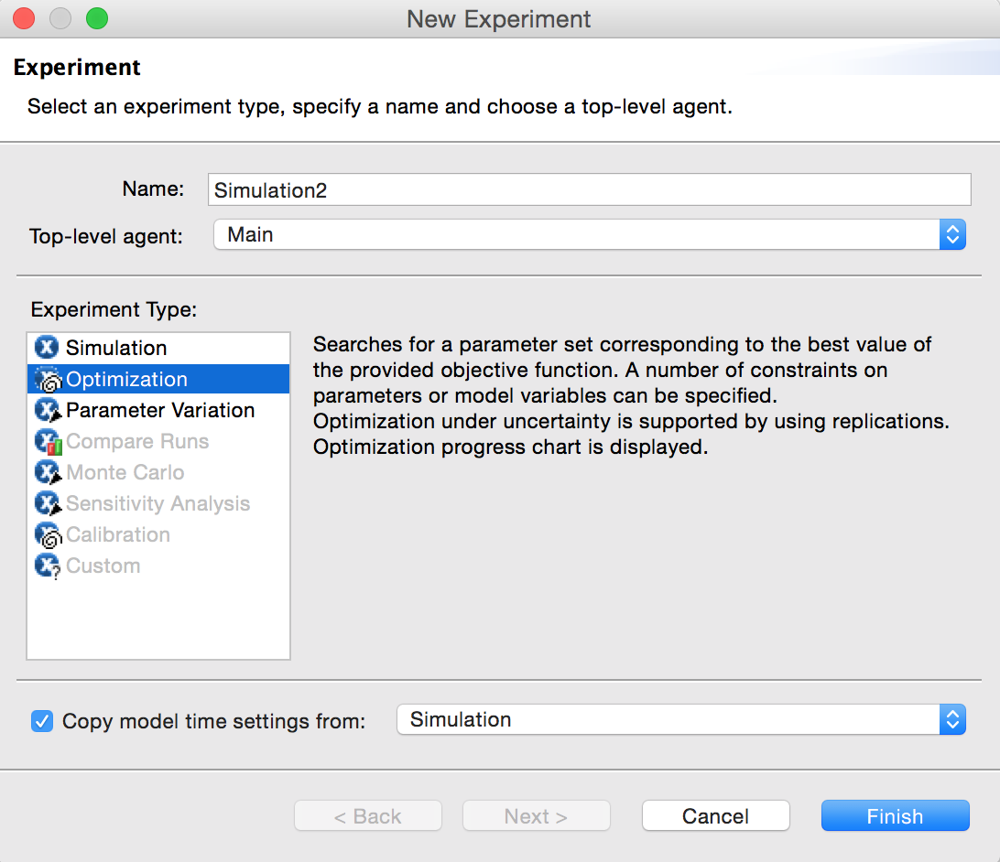 New Experiment
Experiment
Select an experiment type, specify a name and choose a top-level agent.
Name: Simulation2
Top-level agent: Main
Experiment Type:
Simulation
Optimization
Parameter Variation
Compare Runs
Monte Carlo
Sensitivity Analysis
Calibration
Custom
Searches for a parameter set corresponding to the best value of
the provided objective function. A number of constraints on
parameters or model variables can be specified.
Optimization under uncertainty is supported by using replications.
Optimization progress chart is displayed.
Copy model time settings from: Simulation
< Back Next > Cancel Finish